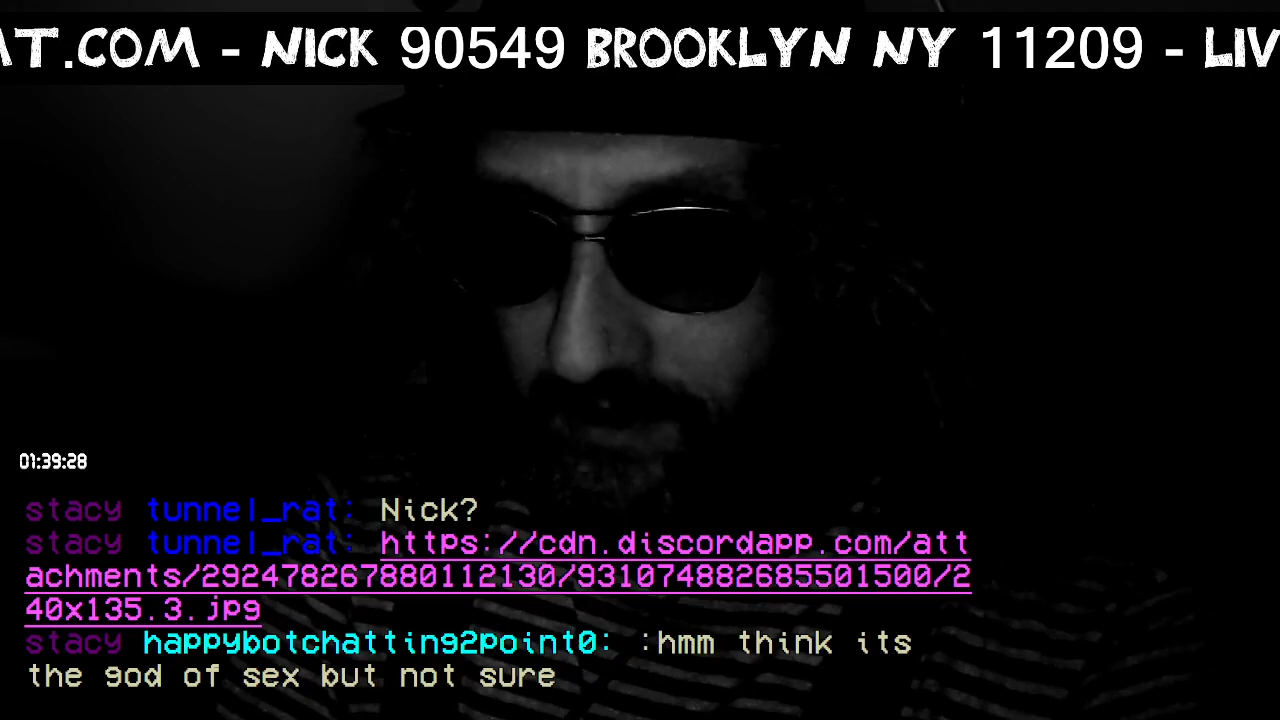 AT.COM - NICK 90549 BROOKLYN NY 11209 - LIV
01:39:28
stacy tunnel_rat: Nick?
stacy tunnel_rat: https://cdn.discordapp.com/att
achments/292478267880112130/931074882685501500/2
40x135.3.jpg
stacy happybotchatting2point0: :hmm think its
the god of sex but not sure